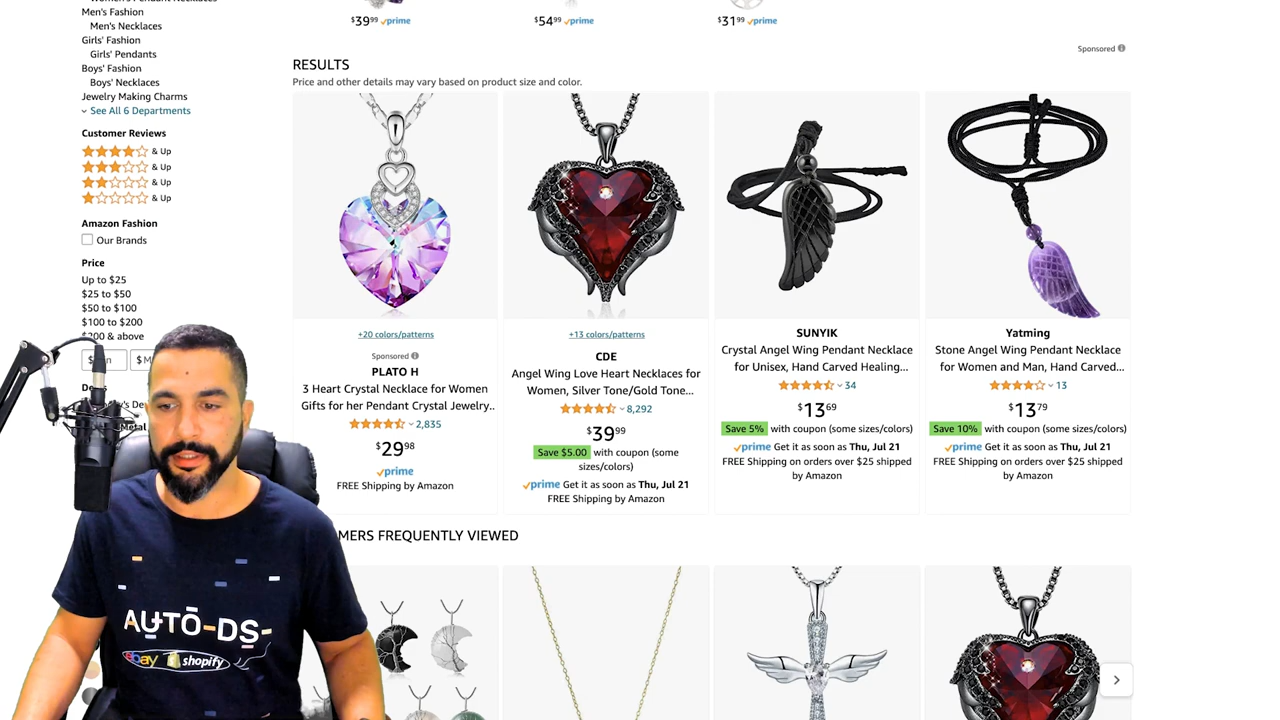 Men's Fashion
Men's Necklaces
Girls' Fashion
Girls' Pendants
Boys' Fashion
Boys' Necklaces
Jewelry Making Charms
See All 6 Departments
Customer Reviews
& Up
& Up
& Up
& Up
Amazon Fashion
Our Brands
Price
Up to $25
$25 to $50
$50 to $100
$100 to $200
$200 & above
$39.99 prime
$54.99 prime
$31.99 prime
Sponsored
RESULTS
Price and other details may vary based on product size and color.
+20 colors/patterns
Sponsored
PLATO H
3 Heart Crystal Necklace for Women
Gifts for her Pendant Crystal Jewelry..
2,835
$29.98
prime
FREE Shipping by Amazon
+13 colors/patterns
CDE
Angel Wing Love Heart Necklaces for
Women, Silver Tone/Gold Tone...
8,292
$39.99
Save $5.00 with coupon (some
sizes/colors)
prime Get it as soon as Thu, Jul 21
FREE Shipping by Amazon
SUNYIK
Crystal Angel Wing Pendant Necklace
for Unisex, Hand Carved Healing...
34
$13.69
Save 5% with coupon (some sizes/colors)
prime Get it as soon as Thu, Jul 21
FREE Shipping on orders over $25 shipped
by Amazon
Yatming
Stone Angel Wing Pendant Necklace
for Women and Man, Hand Carved...
13
$13.79
Save 10% with coupon (some sizes/colors)
prime Get it as soon as Thu, Jul 21
FREE Shipping on orders over $25 shipped
by Amazon
MERS FREQUENTLY VIEWED
AUTO-DS
ebay shopify